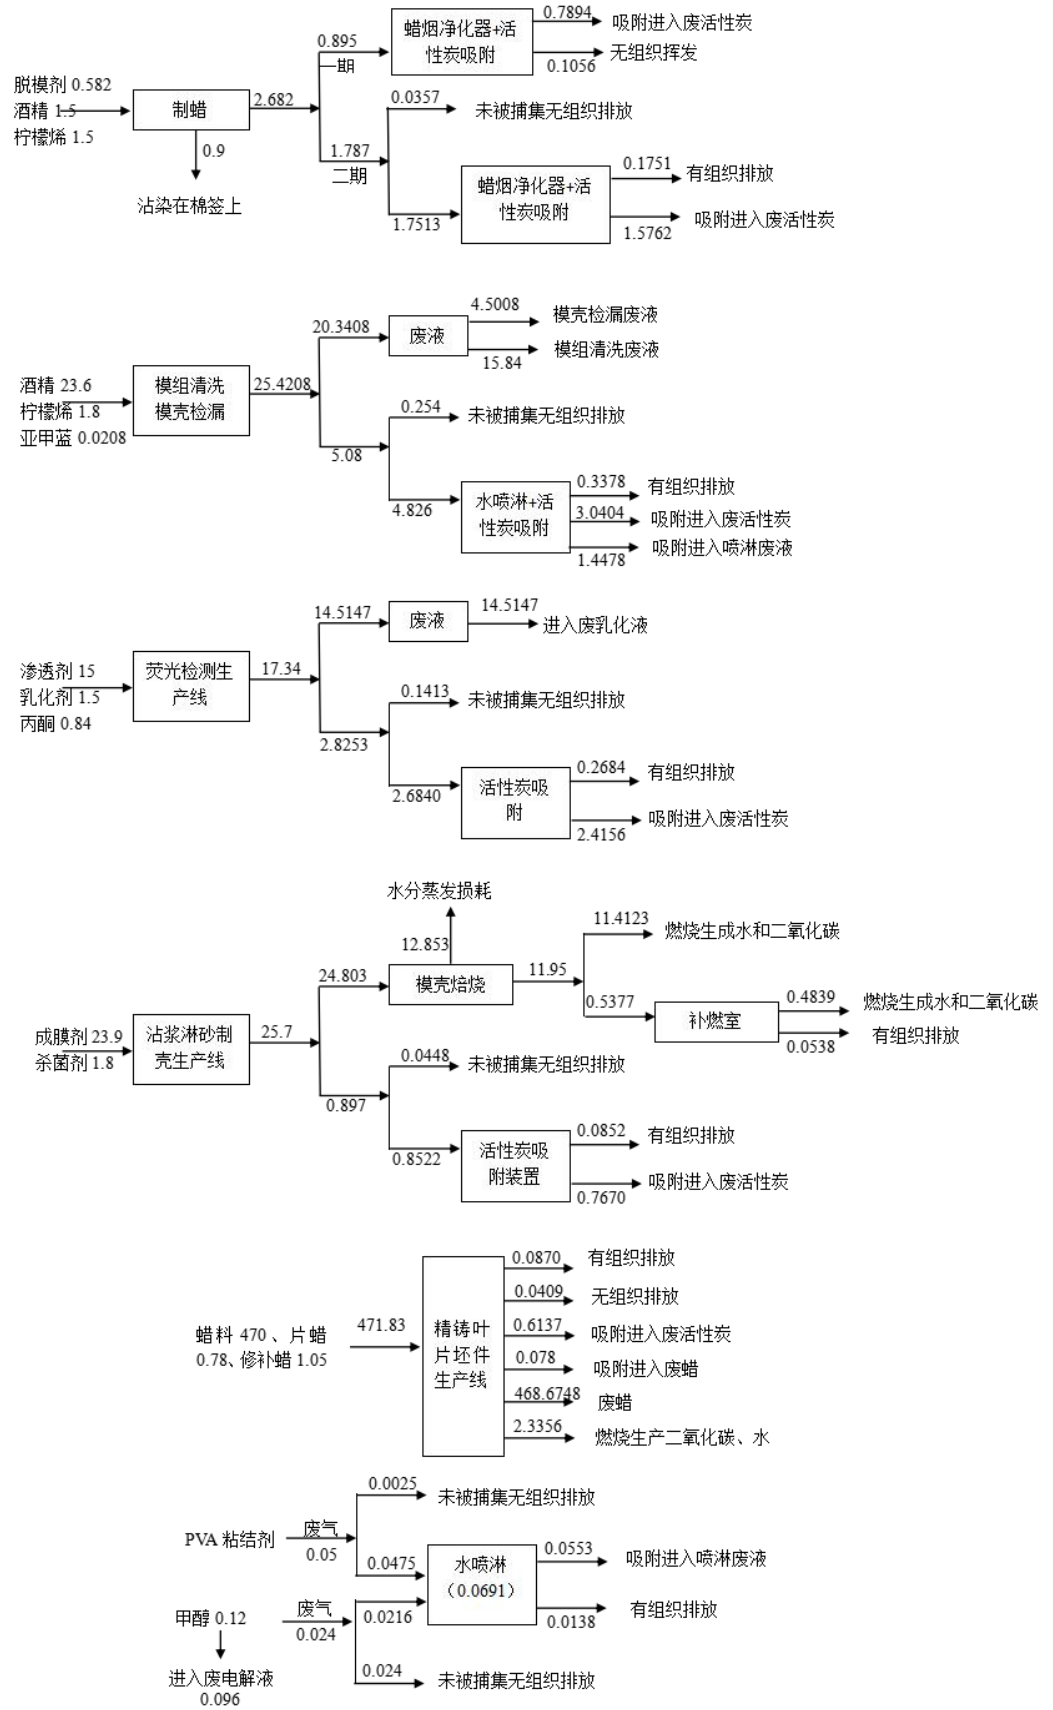 0.7894
吸附进入废活性炭
蜡烟净化器+活
性炭吸附
0.895
一期
无组织挥发
0.1056
脱模剂 0.582
酒精 1.5
柠檬烯 1.5
制蜡
2.682
0.0357
未被捕集无组织排放
0.9
沾染在棉签上
1.787
二期
0.1751
有组织排放
蜡烟净化器+活
性炭吸附
1.7513
吸附进入废活性炭
1.5762
4.5008
模壳检漏废液
20.3408
废液
模组清洗废液
15.84
酒精 23.6
柠檬烯 1.8
亚甲蓝 0.0208
模组清洗
模壳检漏
25.4208
0.254
未被捕集无组织排放
5.08
0.3378
有组织排放
水喷淋+活
性炭吸附
4.826
3.0404
吸附进入废活性炭
吸附进入喷淋废液
1.4478
14.5147
废液
14.5147
进入废乳化液
渗透剂 15
乳化剂 1.5
丙酮 0.84
荧光检测生
产线
17.34
0.1413
未被捕集无组织排放
2.8253
0.2684
有组织排放
活性炭吸
附
2.6840
吸附进入废活性炭
2.4156
水分蒸发损耗
12.853
11.4123
燃烧生成水和二氧化碳
24.803
模壳焙烧
11.95
0.5377
补燃室
0.4839
燃烧生成水和二氧化碳
有组织排放
0.0538
成膜剂 23.9
杀菌剂 1.8
沾浆淋砂制
壳生产线
25.7
0.0448
未被捕集无组织排放
0.897
0.0852
有组织排放
活性炭吸
附装置
0.8522
吸附进入废活性炭
0.7670
0.0870
有组织排放
0.0409
无组织排放
蜡料 470 、片蜡
0.78、修补蜡 1.05
471.83
精铸叶
片坯件
生产线
0.6137
吸附进入废活性炭
0.078
吸附进入废蜡
468.6748
废蜡
2.3356
燃烧生产二氧化碳、水
0.0025
未被捕集无组织排放
PVA 粘结剂
废气
0.05
0.0475
水喷淋
（0.0691）
0.0553
吸附进入喷淋废液
甲醇 0.12
废气
0.024
0.0216
有组织排放
0.0138
进入废电解液
0.096
0.024
未被捕集无组织排放